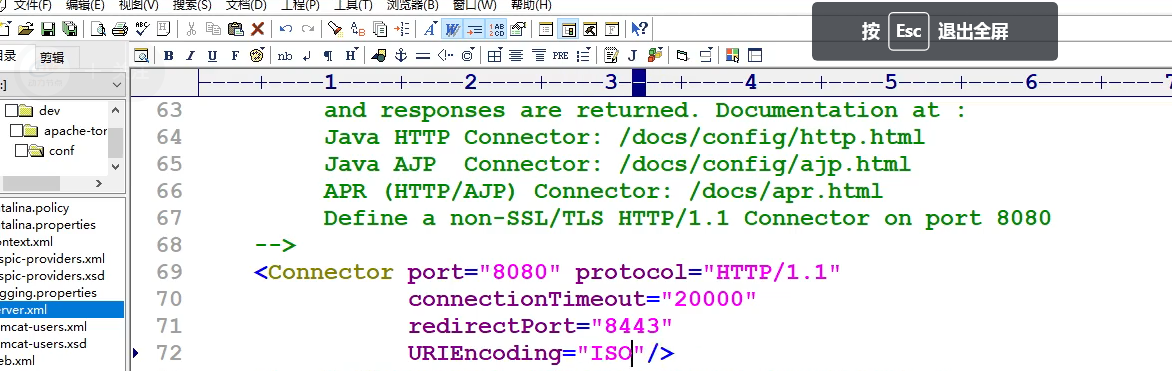 文件(F) 编辑(E) 视图(V) 搜索(S) 文档(D) 工程(P) 工具(T) 浏览器(B) 窗口(W) 帮助(H)
按 Esc 退出全屏
剪辑
B I U D F nb ¶ H PRE J
1 2 3 4 5 6 7
dev
apache-tor
conf
talina.policy
talina.properties
ontext.xml
spic-providers.xml
spic-providers.xsd
gging.properties
erver.xml
mcat-users.xml
mcat-users.xsd
eb.xml
63 and responses are returned. Documentation at :
64 Java HTTP Connector: /docs/config/http.html
65 Java AJP  Connector: /docs/config/ajp.html
66 APR (HTTP/AJP) Connector: /docs/apr.html
67 Define a non-SSL/TLS HTTP/1.1 Connector on port 8080
68 -->
69 <Connector port="8080" protocol="HTTP/1.1"
70 connectionTimeout="20000"
71 redirectPort="8443"
72 URIEncoding="ISO"/>